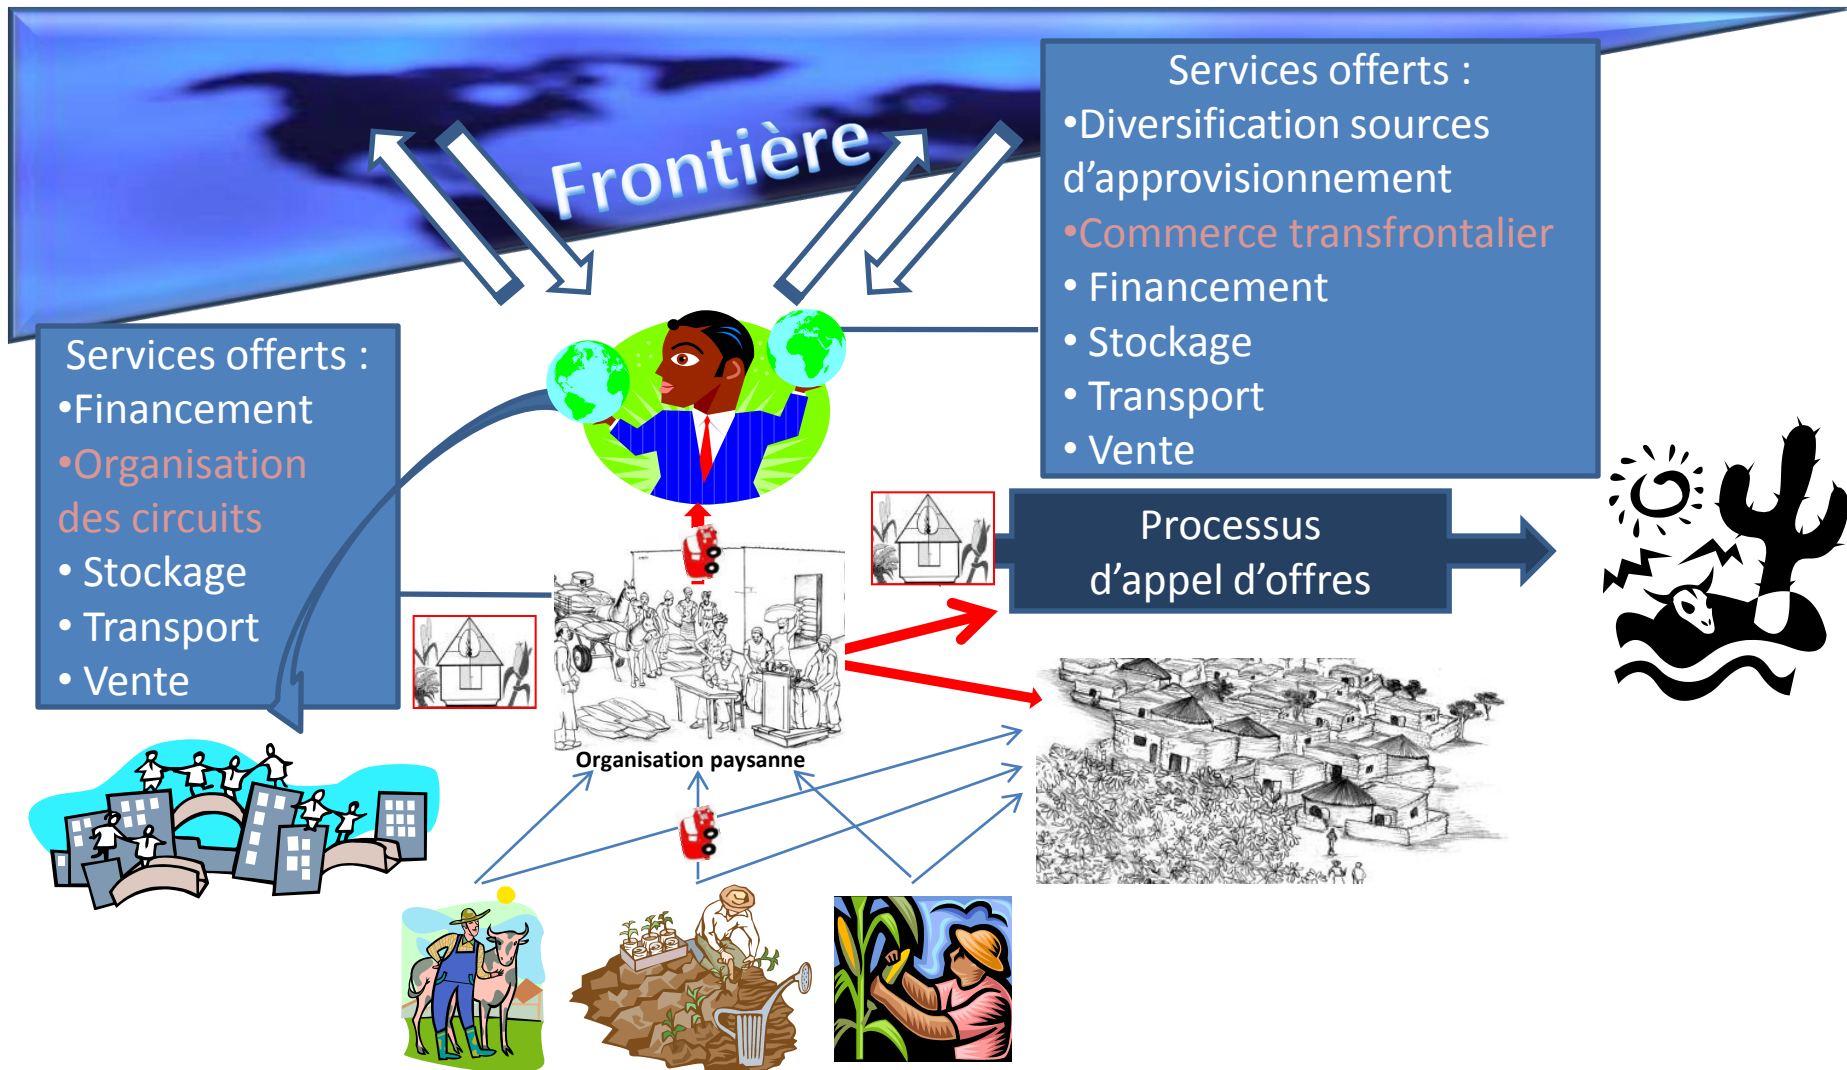 Frontière
Services offerts :
•Diversification sources
d’approvisionnement
•Commerce transfrontalier
• Financement
• Stockage
• Transport
• Vente
Services offerts :
•Financement
•Organisation
des circuits
• Stockage
• Transport
• Vente
Processus
d’appel d’offres
Organisation paysanne